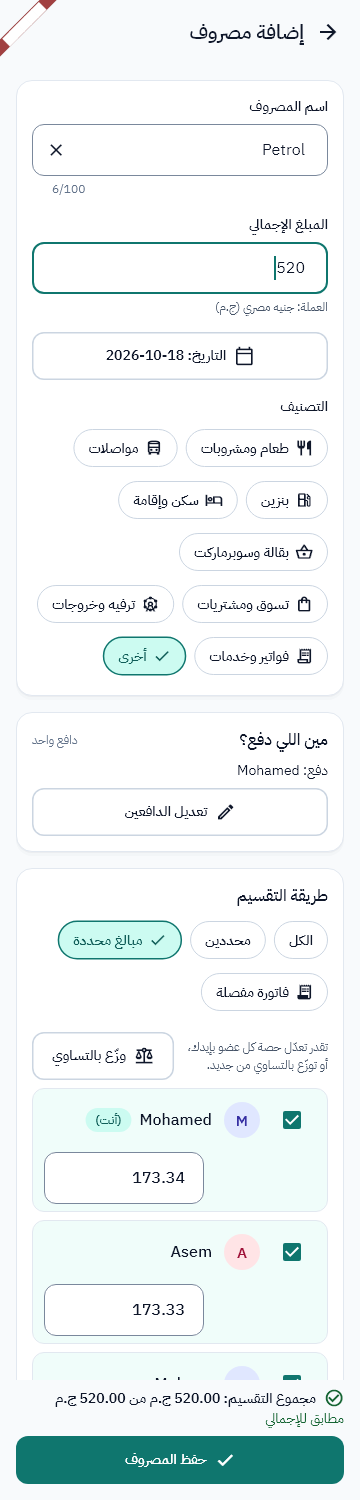 إضافة مصروف
اسم المصروف
Petrol
6/100
المبلغ الإجمالي
520
العملة: جنيه مصري (ج.م)
التاريخ: 18-10-2026
التصنيف
طعام ومشروبات
مواصلات
بنزين
سكن وإقامة
بقالة وسوبرماركت
تسوق ومشتريات
ترفيه وخروجات
فواتير وخدمات
أخرى
مين اللي دفع؟
دافع واحد
دفع: Mohamed
تعديل الدافعين
طريقة التقسيم
الكل
محددين
مبالغ محددة
فاتورة مفصلة
تقدر تعدّل حصة كل عضو بإيدك،
أو توزّع بالتساوي من جديد.
وزّع بالتساوي
M
Mohamed
(أنت)
173.34
A
Asem
173.33
مجموع التقسيم: 520.00 ج.م من 520.00 ج.م
مطابق للإجمالي
حفظ المصروف